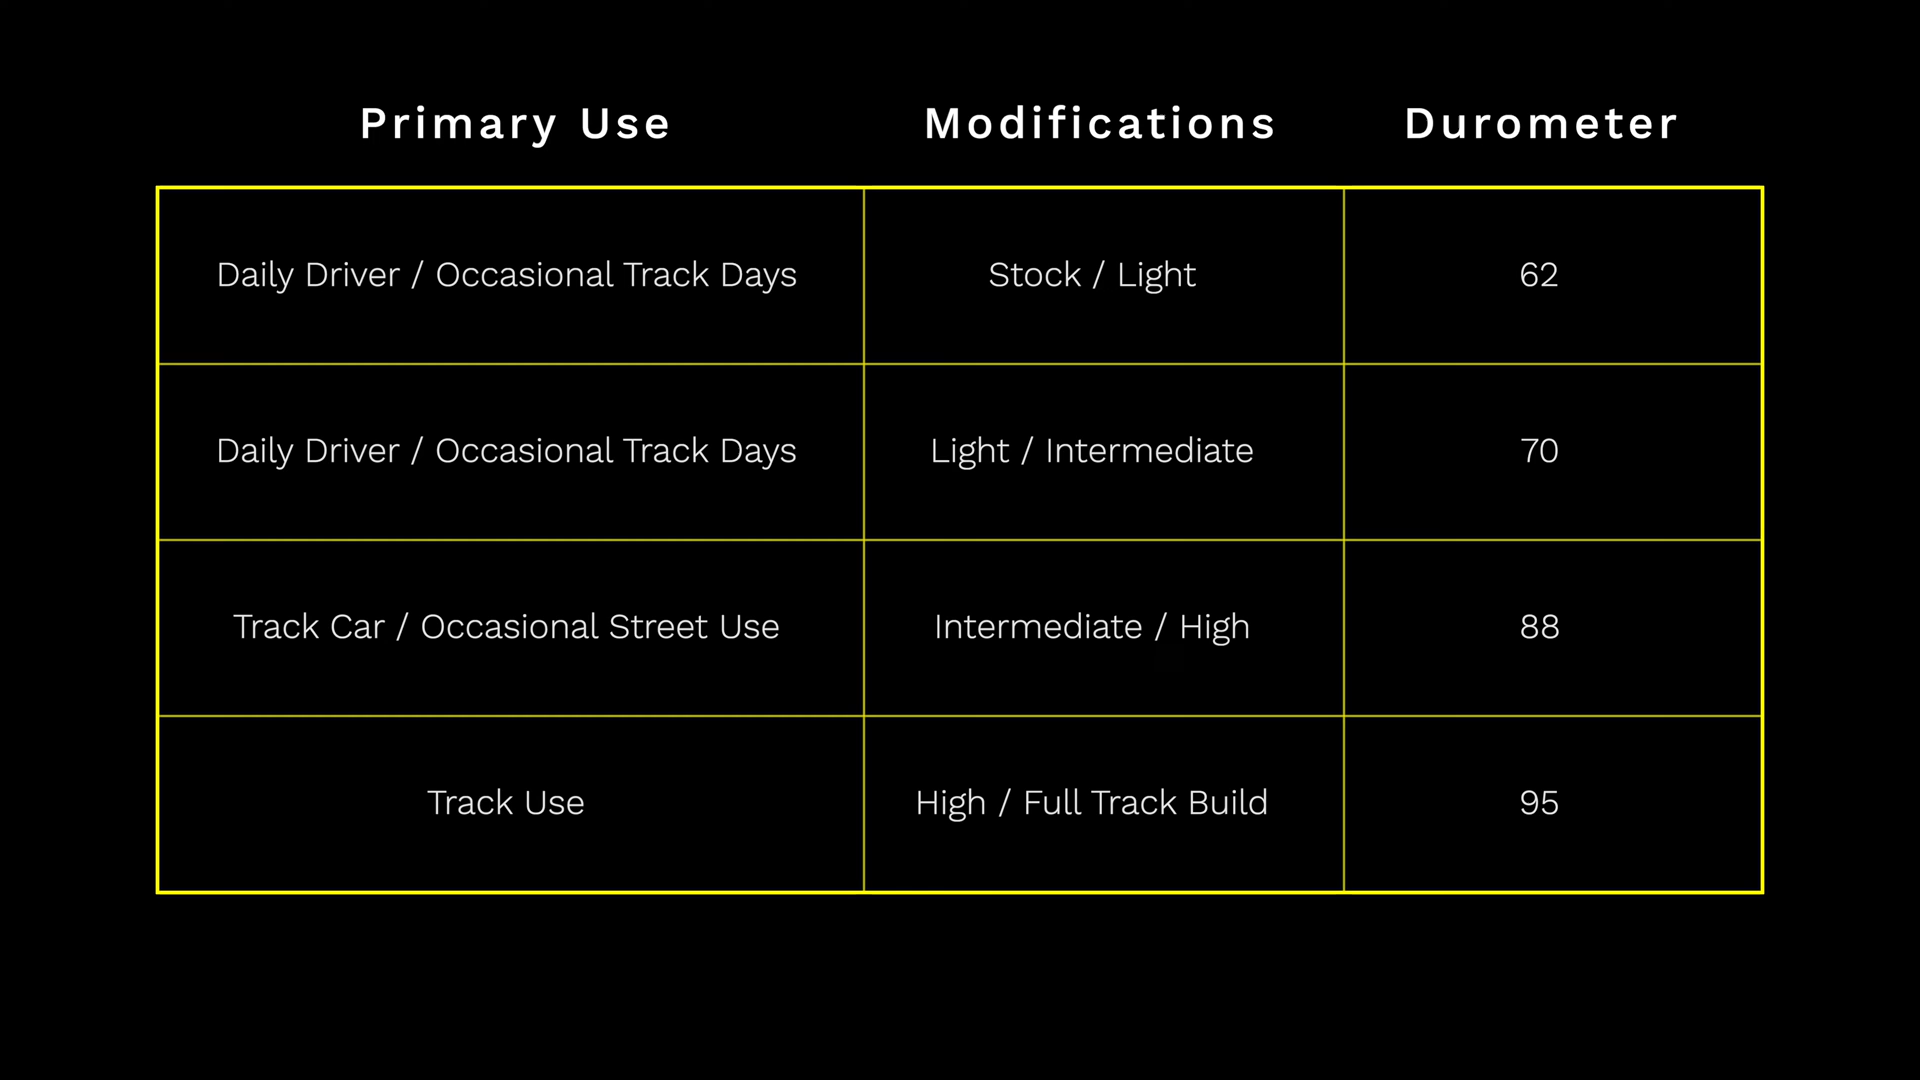 Primary Use Modifications Durometer
Daily Driver / Occasional Track Days Stock / Light 62
Daily Driver / Occasional Track Days Light / Intermediate 70
Track Car / Occasional Street Use Intermediate / High 88
Track Use High / Full Track Build 95